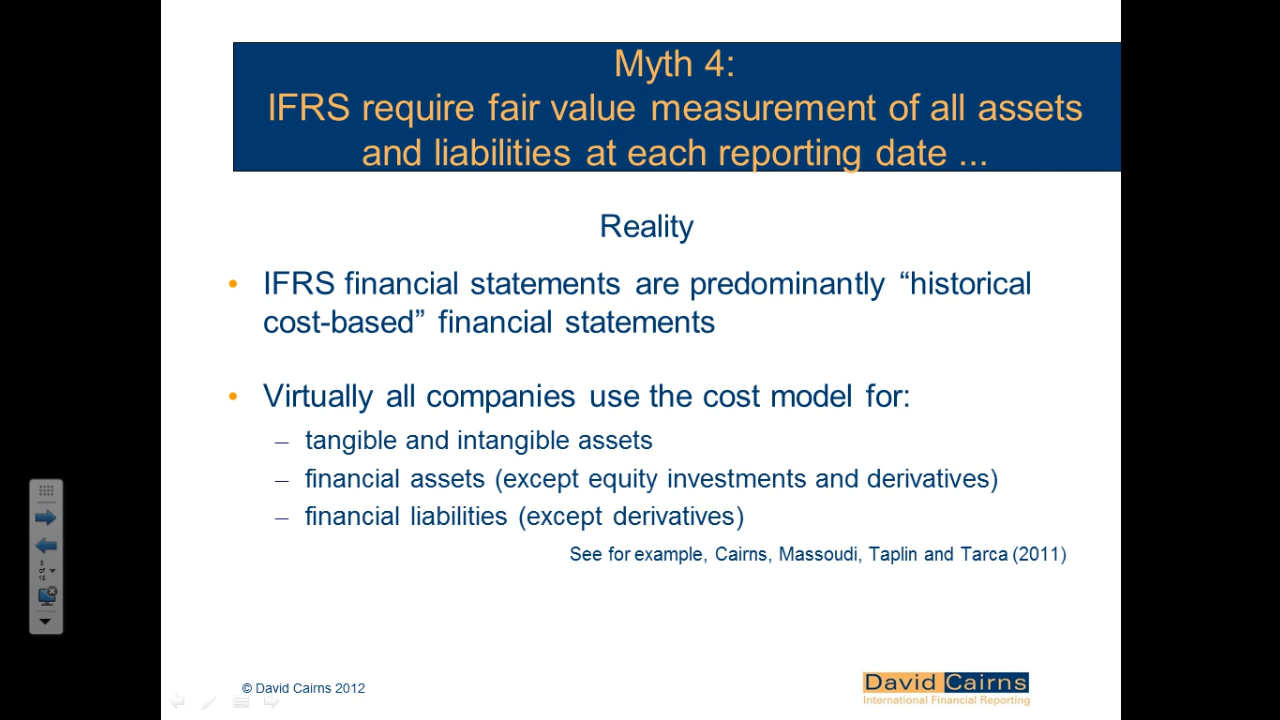 Myth 4:
IFRS require fair value measurement of all assets
and liabilities at each reporting date ...
Reality
• IFRS financial statements are predominantly “historical
cost-based” financial statements
• Virtually all companies use the cost model for:
– tangible and intangible assets
– financial assets (except equity investments and derivatives)
– financial liabilities (except derivatives)
See for example, Cairns, Massoudi, Taplin and Tarca (2011)
of
© David Cairns 2012
David Cairns
International Financial Reporting